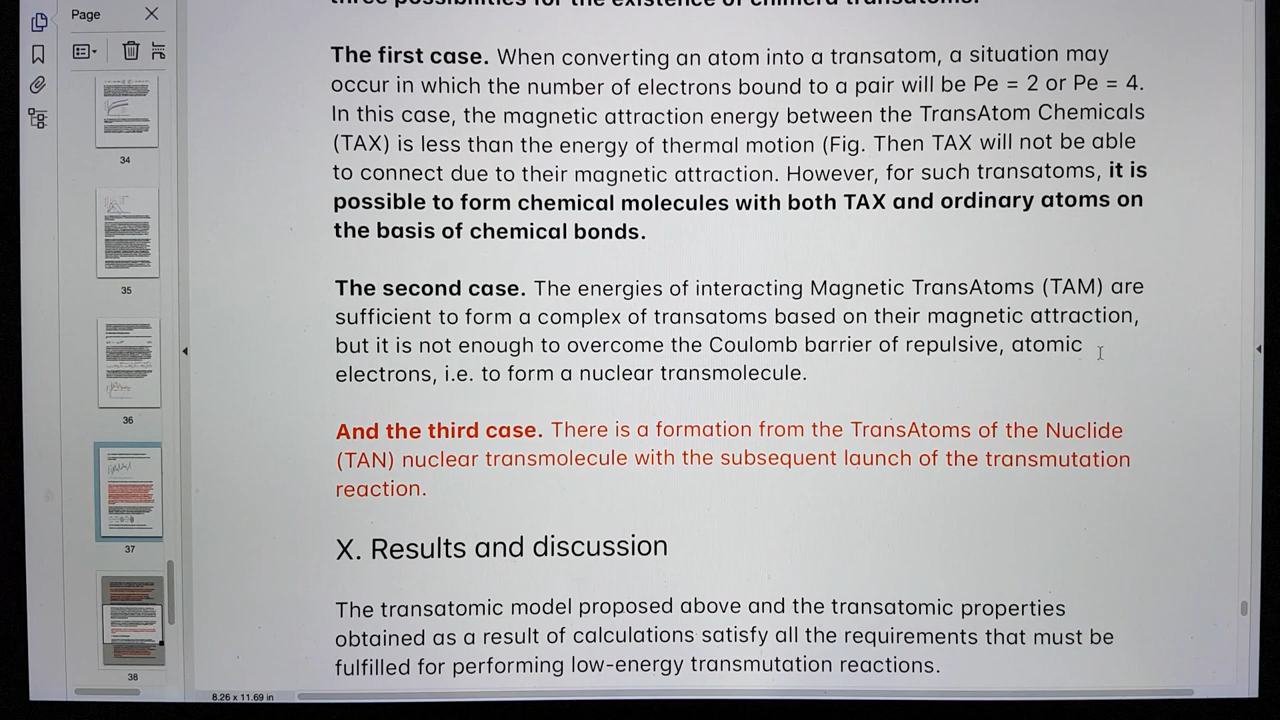 three possibilities for the existence of chimera transatoms.
Page
The first case. When converting an atom into a transatom, a situation may
occur in which the number of electrons bound to a pair will be Pe = 2 or Pe = 4.
In this case, the magnetic attraction energy between the TransAtom Chemicals
(TAX) is less than the energy of thermal motion (Fig. Then TAX will not be able
to connect due to their magnetic attraction. However, for such transatoms, it is
possible to form chemical molecules with both TAX and ordinary atoms on
the basis of chemical bonds.
34
35
The second case. The energies of interacting Magnetic TransAtoms (TAM) are
sufficient to form a complex of transatoms based on their magnetic attraction,
but it is not enough to overcome the Coulomb barrier of repulsive, atomic
electrons, i.e. to form a nuclear transmolecule.
36
And the third case. There is a formation from the TransAtoms of the Nuclide
(TAN) nuclear transmolecule with the subsequent launch of the transmutation
reaction.
37
X. Results and discussion
The transatomic model proposed above and the transatomic properties
obtained as a result of calculations satisfy all the requirements that must be
fulfilled for performing low-energy transmutation reactions.
38
8.26 x 11.69 in